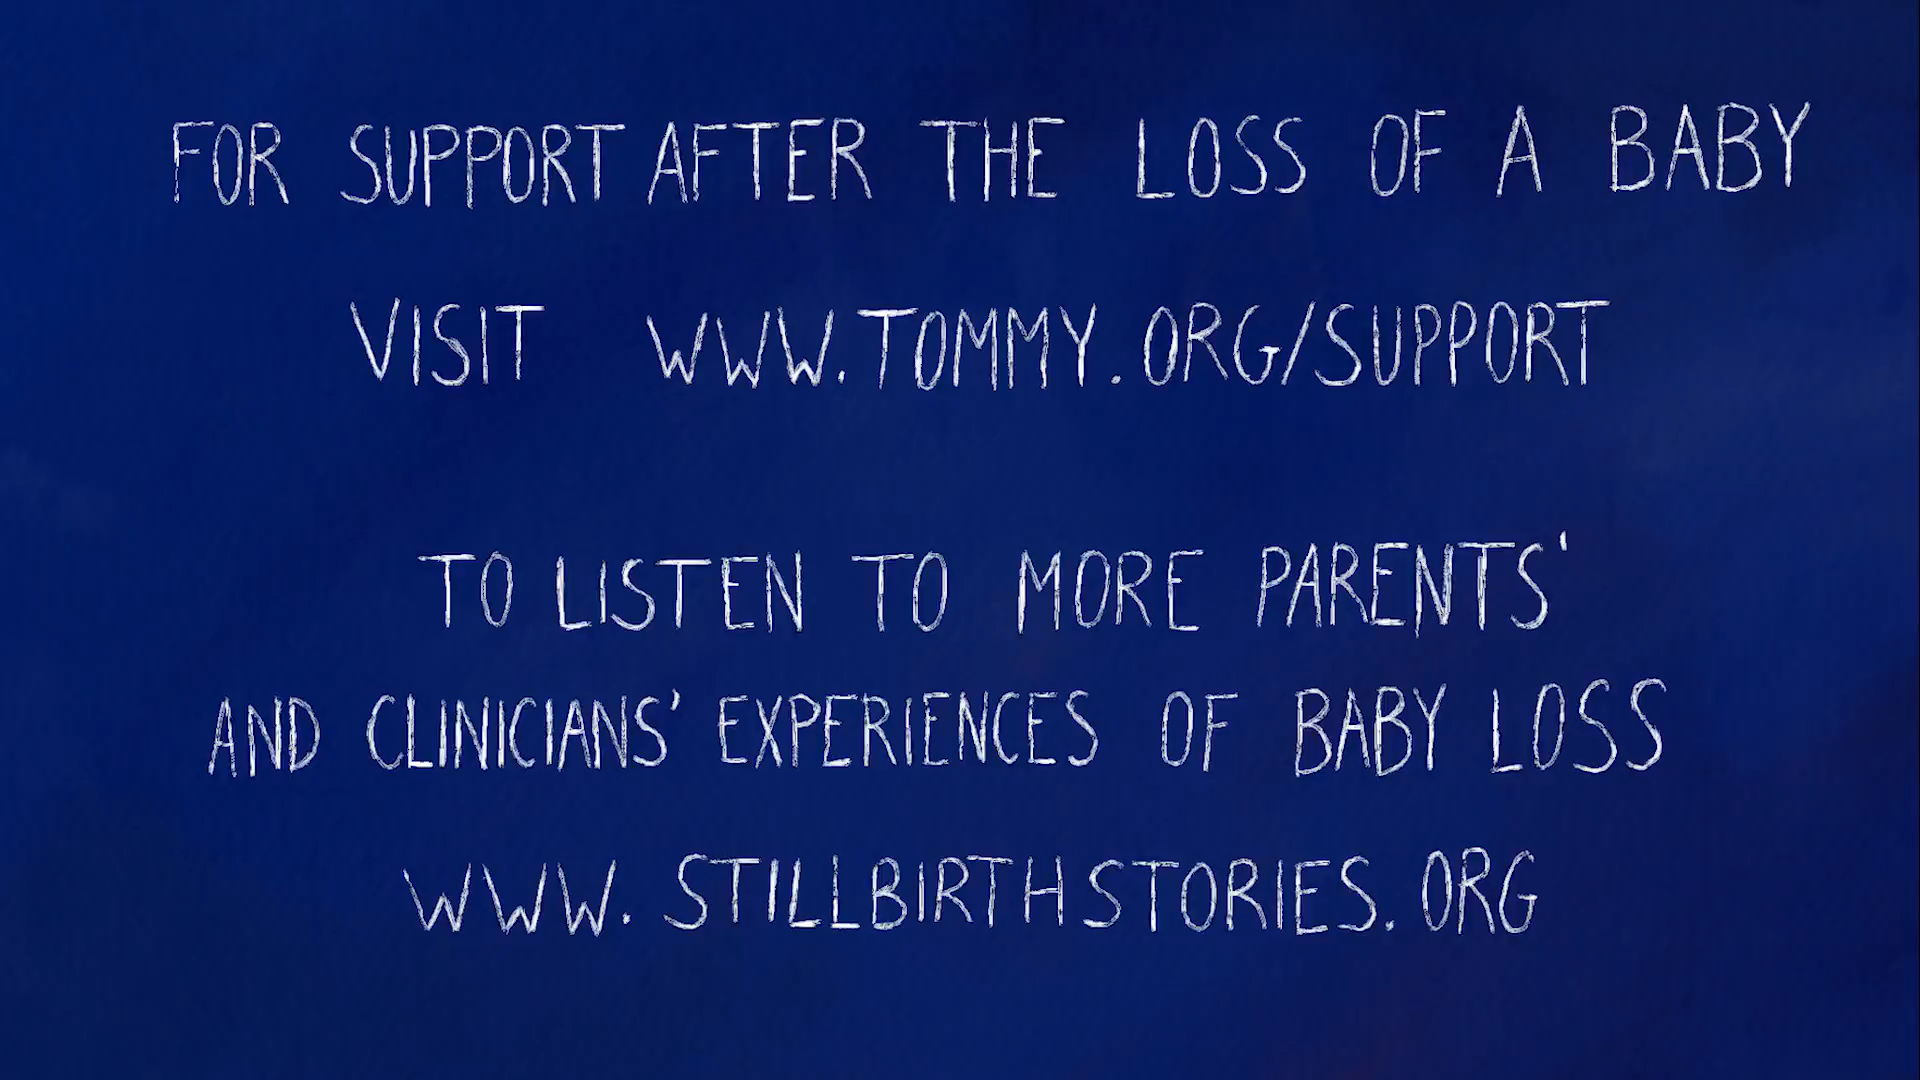 FOR SUPPORT AFTER THE LOSS OF A BABY
VISIT WWW.TOMMY.ORG/SUPPORT
TO LISTEN TO MORE PARENTS'
AND CLINICIANS' EXPERIENCES OF BABY LOSS
WWW.STILLBIRTHSTORIES.ORG